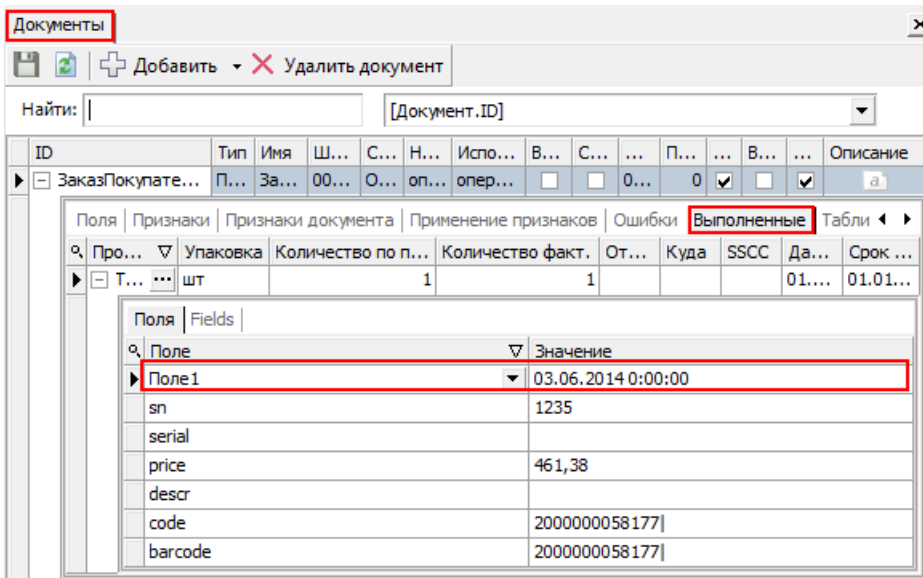 Документы
Добавить Удалить документ
Найти: [Документ.ID]
ID Тип Имя Ш... С... Н... Испо... В... С... ... П... ... В... ... Описание
ЗаказПокупате... П... За... 00... О... оп... опер... 0... 0 a
Поля Признаки Признаки документа Применение признаков Ошибки Выполненные Табли
Про... Упаковка Количество по п... Количество факт. От... Куда SSCC Да... Срок ...
Т... ... шт 1 1 01.... 01.01...
Поля Fields
Поле Значение
Поле1 03.06.2014 0:00:00
sn 1235
serial
price 461,38
descr
code 2000000058177|
barcode 2000000058177|